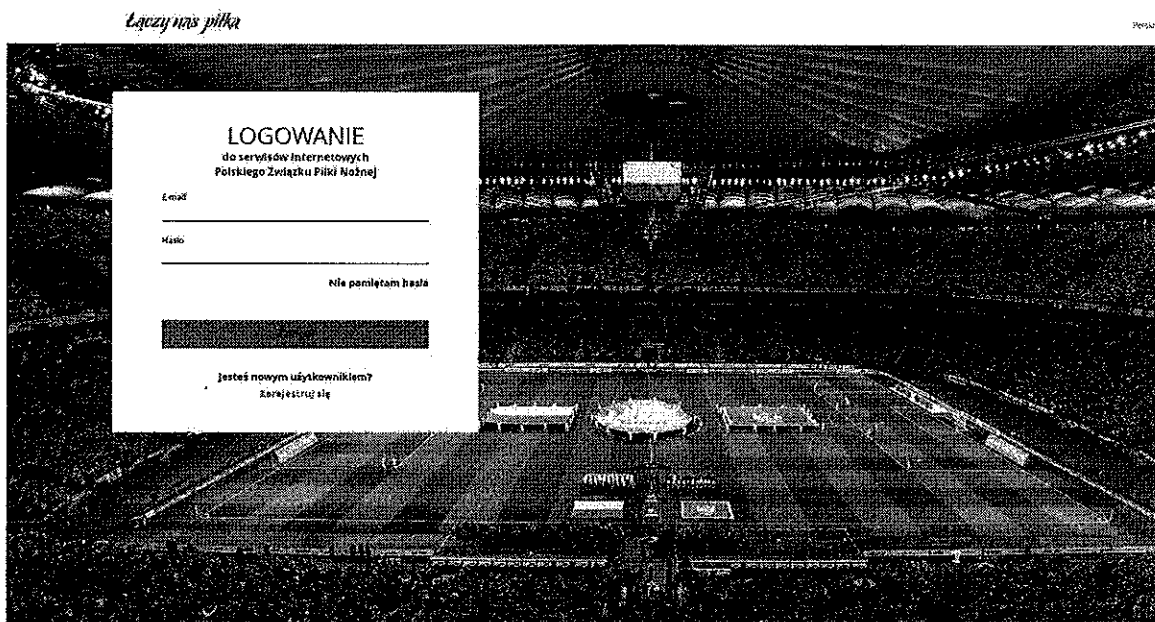 Łączy nas piłka
LOGOWANIE
do serwisów internetowych
Polskiego Związku Piłki Nożnej
E-mail
Hasło
Nie pamiętam hasła
Jesteś nowym użytkownikiem?
Zarejestruj się